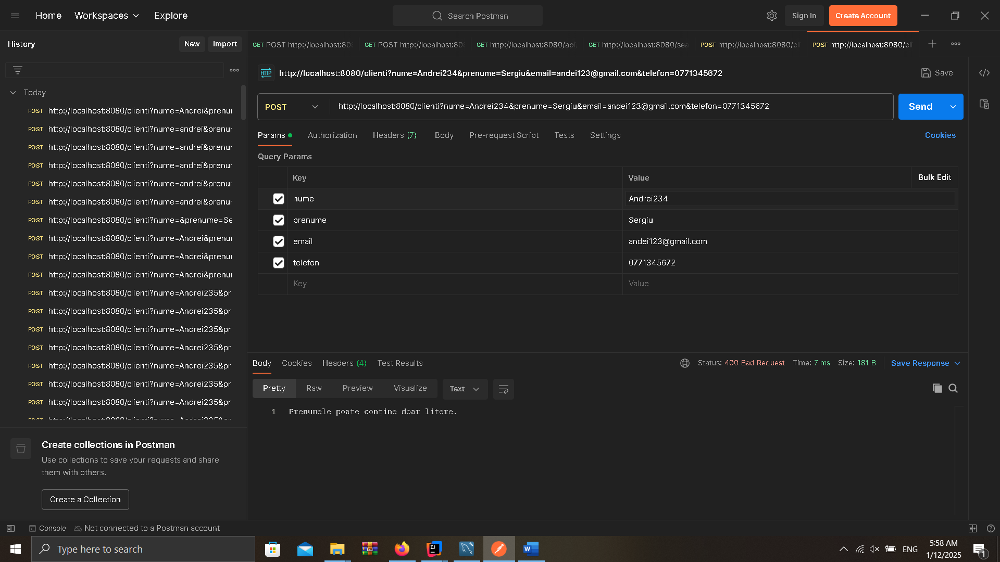 Home
Workspaces
Explore
Search Postman
Sign In
Create Account
History
New
Import
GET POST http://localhost:80
GET POST http://localhost:80
GET http://localhost:8080/api
GET http://localhost:8080/sea
POST http://localhost:8080/cli
POST http://localhost:8080/cli
HTTP
http://localhost:8080/clienti?nume=Andrei234&prenume=Sergiu&email=andei123@gmail.com&telefon=0771345672
Save
Today
POST http://localhost:8080/clienti?nume=Andrei&prenu
POST http://localhost:8080/clienti?nume=andrei&prenu
POST http://localhost:8080/clienti?nume=andrei&prenu
POST http://localhost:8080/clienti?nume=andrei&prenu
POST http://localhost:8080/clienti?nume=andrei&prenu
POST http://localhost:8080/clienti?nume=andrei&prenu
POST http://localhost:8080/clienti?nume=&prenume=Se
POST http://localhost:8080/clienti?nume=Andrei&prenu
POST http://localhost:8080/clienti?nume=Andrei&prenu
POST http://localhost:8080/clienti?nume=Andrei&prenu
POST http://localhost:8080/clienti?nume=Andrei235&pr
POST http://localhost:8080/clienti?nume=Andrei235&pr
POST http://localhost:8080/clienti?nume=Andrei235&pr
POST http://localhost:8080/clienti?nume=Andrei235&pr
POST http://localhost:8080/clienti?nume=Andrei235&pr
POST http://localhost:8080/clienti?nume=Andrei235&pr
POST http://localhost:8080/clienti?nume=Andrei235&pr
Create collections in Postman
Use collections to save your requests and share
them with others.
Create a Collection
POST
http://localhost:8080/clienti?nume=Andrei234&prenume=Sergiu&email=andei123@gmail.com&telefon=0771345672
Send
Params
Authorization
Headers (7)
Body
Pre-request Script
Tests
Settings
Cookies
Query Params
Key
Value
Bulk Edit
nume
Andrei234
prenume
Sergiu
email
andei123@gmail.com
telefon
0771345672
Key
Value
Body
Cookies
Headers (4)
Test Results
Status: 400 Bad Request
Time: 7 ms
Size: 181 B
Save Response
Pretty
Raw
Preview
Visualize
Text
1 Prenumele poate conține doar litere.
Console
Not connected to a Postman account
Type here to search
ENG
5:58 AM
1/12/2025
1